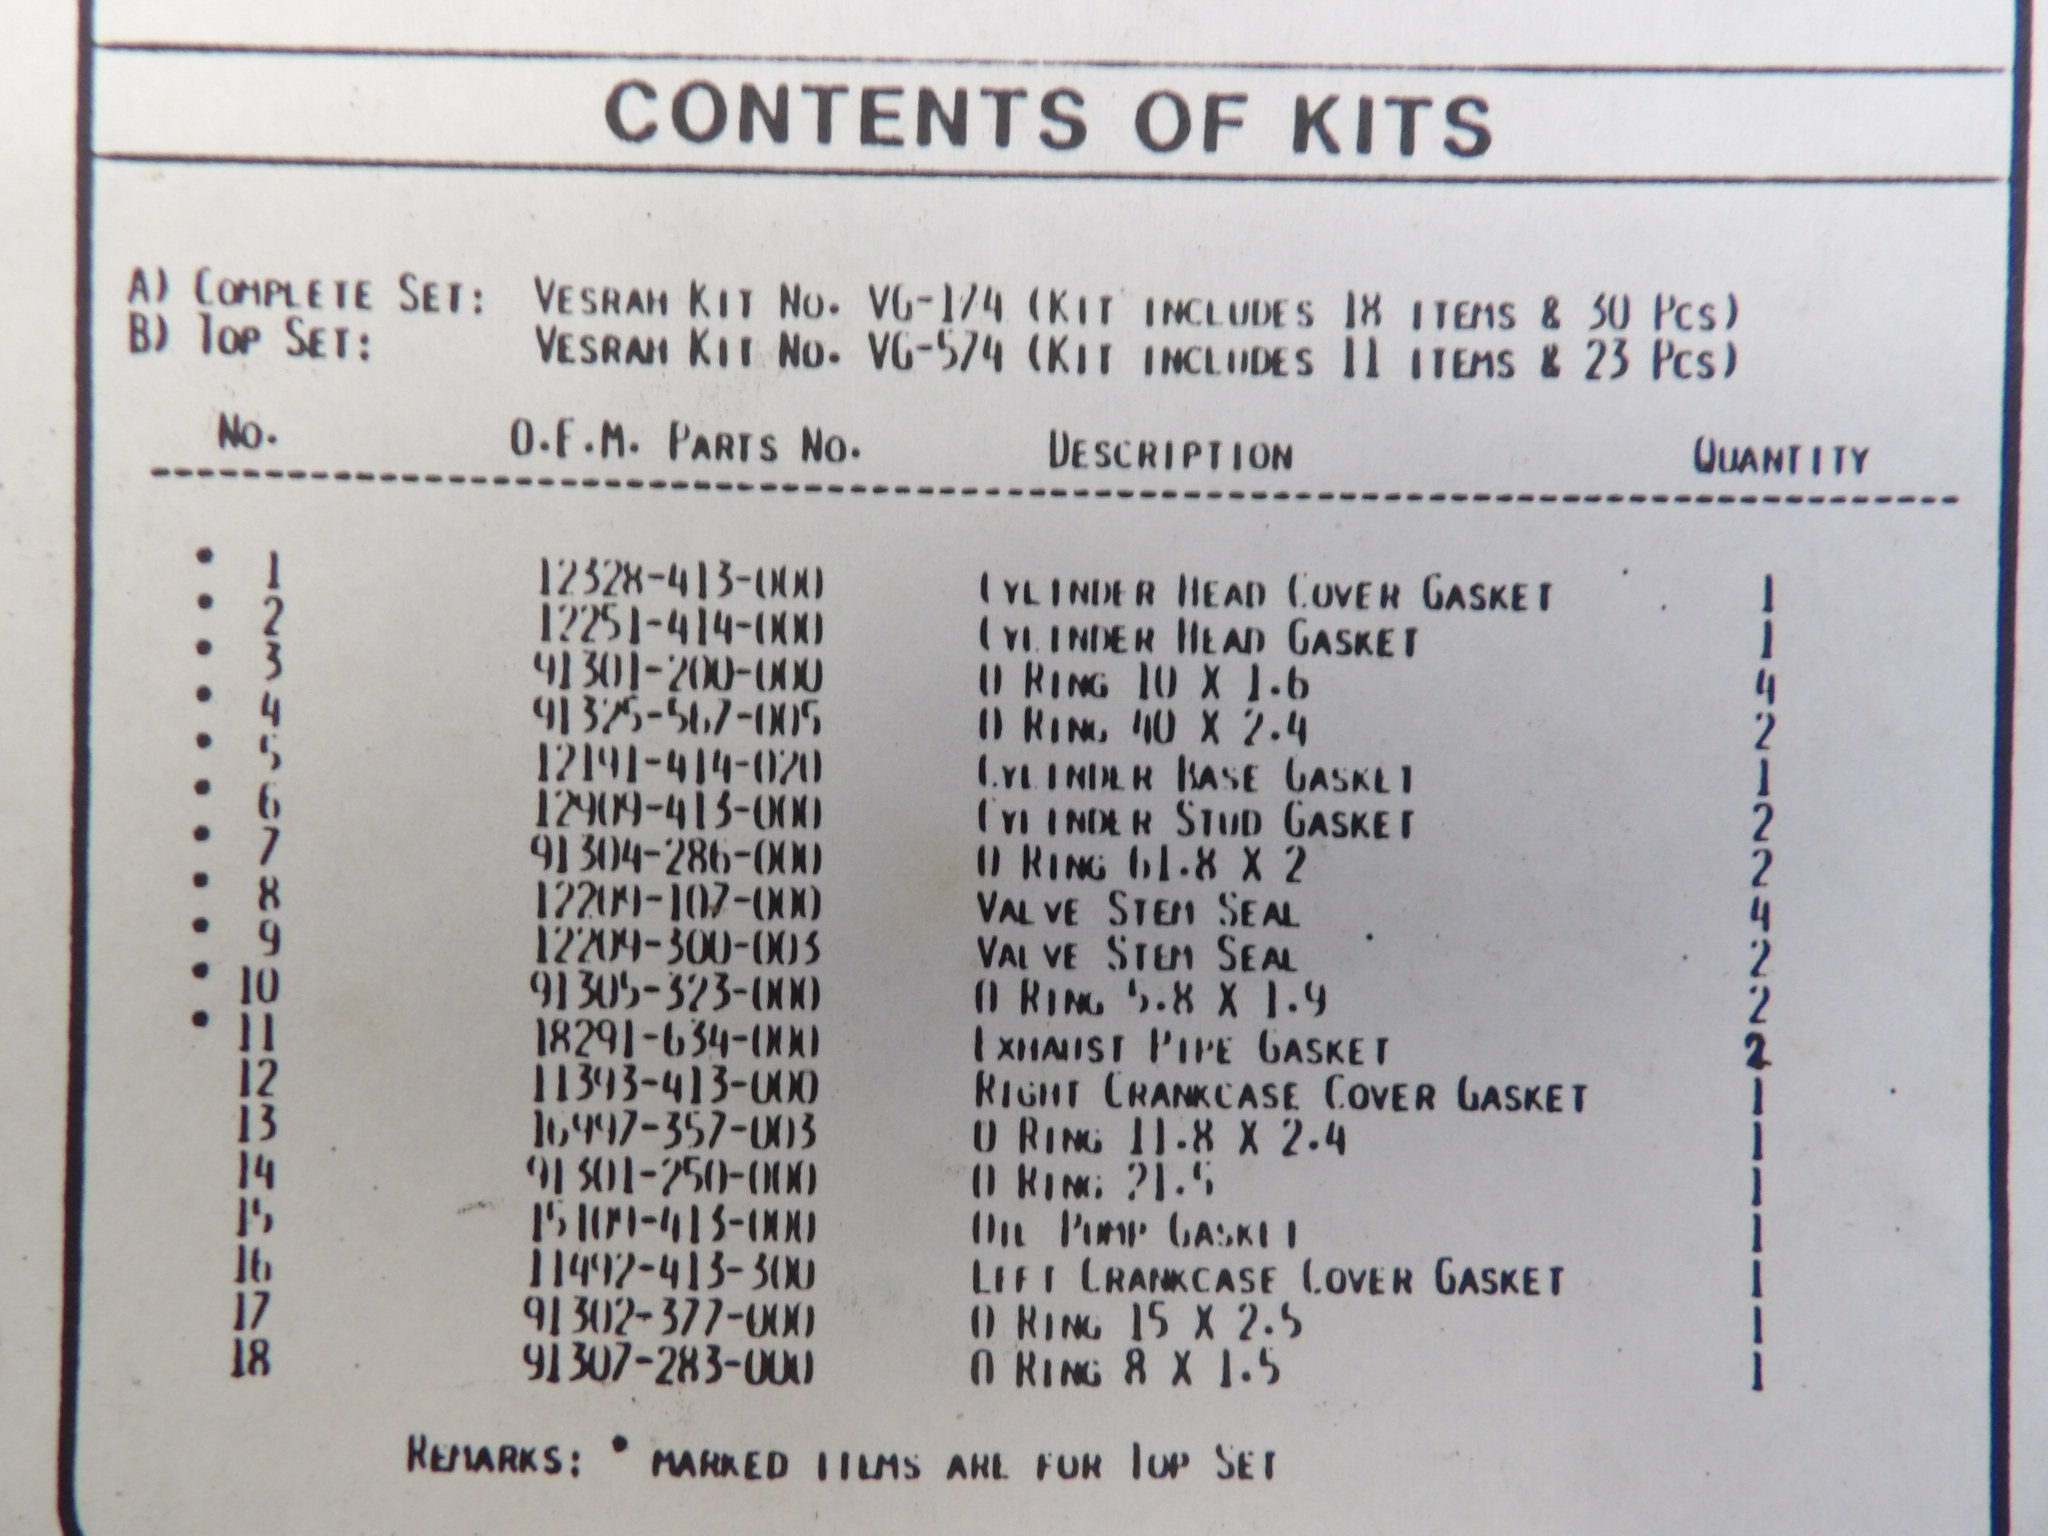 CONTENTS OF KITS
A) COMPLETE SET: VESRAH KIT NO. VG-174 (KIT INCLUDES 18 ITEMS & 30 PCS)
B) TOP SET: VESRAH KIT NO. VG-574 (KIT INCLUDES 11 ITEMS & 23 PCS)
NO. O.E.M. PARTS NO. DESCRIPTION QUANTITY
• 1 12328-413-000 CYLINDER HEAD COVER GASKET 1
• 2 12251-414-000 CYLINDER HEAD GASKET 1
• 3 91301-200-000 O RING 10 X 1.6 4
• 4 91325-567-005 O RING 40 X 2.4 2
• 5 12191-414-020 CYLINDER BASE GASKET 1
• 6 12909-413-000 CYLINDER STUD GASKET 2
• 7 91304-286-000 O RING 61.8 X 2 2
• 8 12209-107-000 VALVE STEM SEAL 4
• 9 12209-300-003 VALVE STEM SEAL 2
• 10 91305-323-000 O RING 5.8 X 1.9 2
• 11 18291-634-000 EXHAUST PIPE GASKET 2
12 11393-413-000 RIGHT CRANKCASE COVER GASKET 1
13 16997-357-003 O RING 11.8 X 2.4 1
14 91301-250-000 O RING 21.5 1
15 15109-413-000 OIL PUMP GASKET 1
16 11492-413-300 LEFT CRANKCASE COVER GASKET 1
17 91302-377-000 O RING 15 X 2.5 1
18 91307-283-000 O RING 8 X 1.5 1
REMARKS: • MARKED ITEMS ARE FOR TOP SET